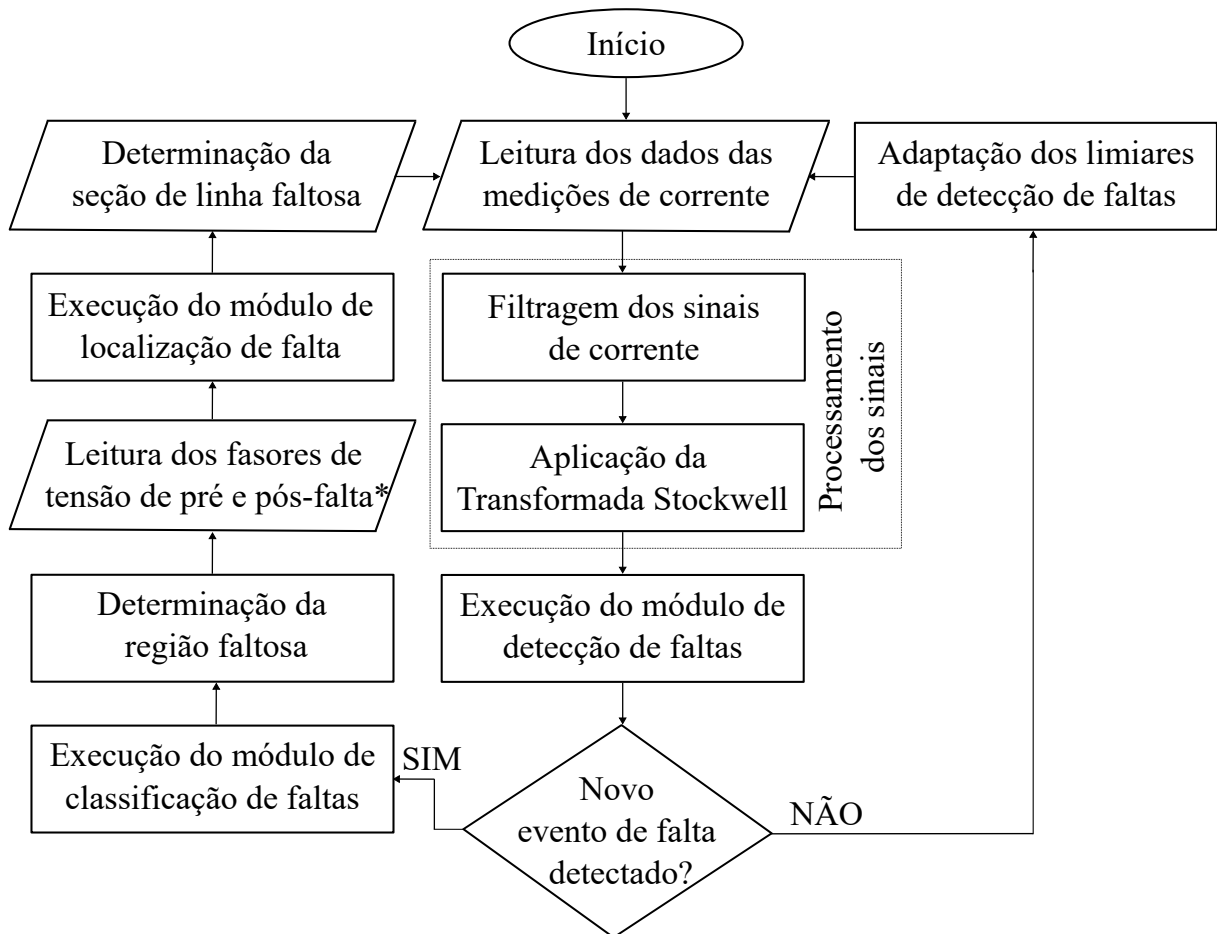 Início
Determinação da
seção de linha faltosa
Leitura dos dados das
medições de corrente
Adaptação dos limiares
de detecção de faltas
Execução do módulo de
localização de falta
Filtragem dos sinais
de corrente
Processamento
dos sinais
Leitura dos fasores de
tensão de pré e pós-falta*
Aplicação da
Transformada Stockwell
Determinação da
região faltosa
Execução do módulo de
detecção de faltas
Execução do módulo de
classificação de faltas
SIM
Novo
evento de falta
detectado?
NÃO